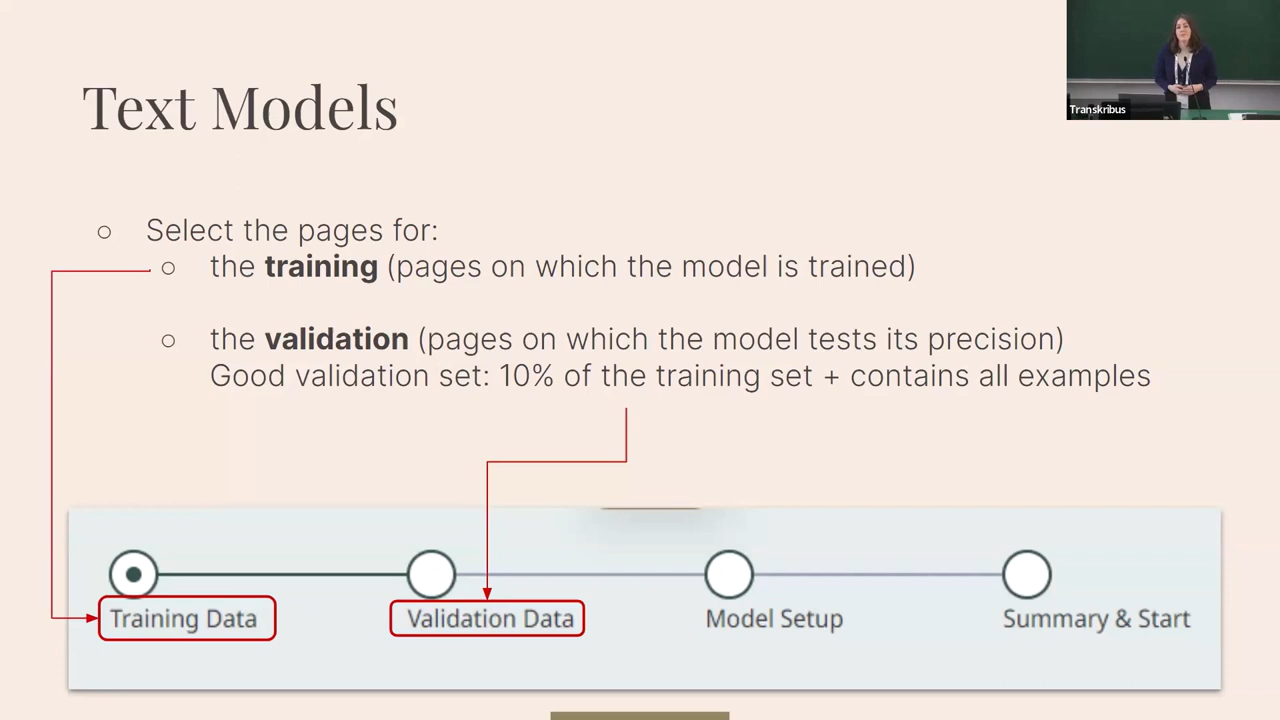 Text Models
Transkribus
Select the pages for:
the training (pages on which the model is trained)
the validation (pages on which the model tests its precision)
Good validation set: 10% of the training set + contains all examples
Training Data
Validation Data
Model Setup
Summary & Start